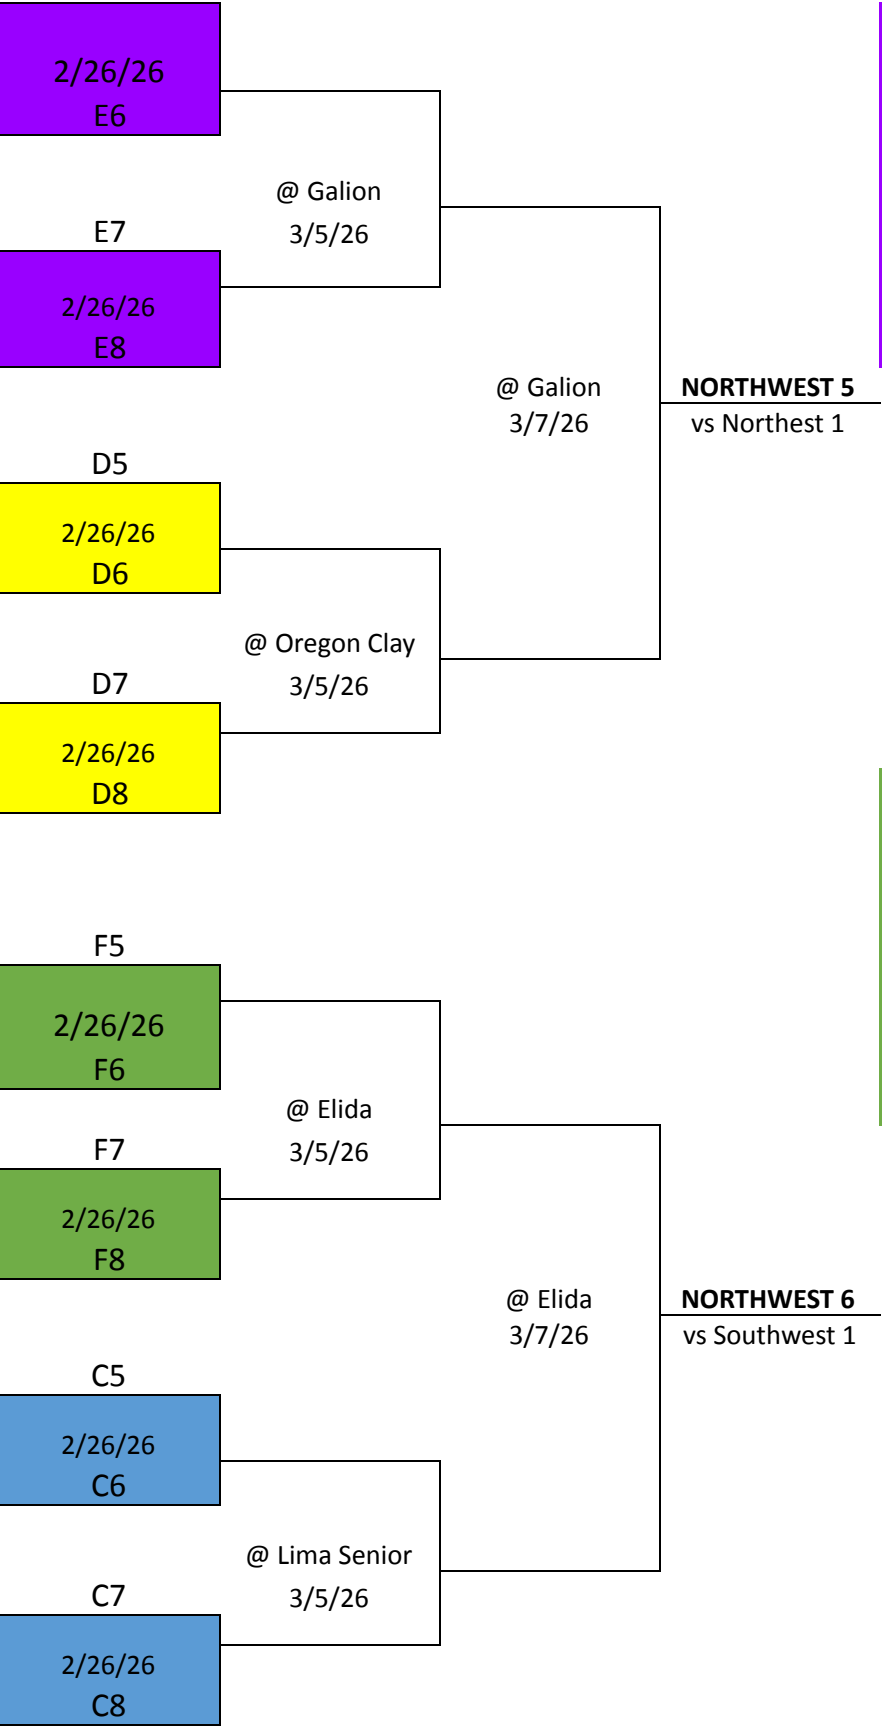 2/26/26
E6
@ Galion
3/5/26
E7
2/26/26
E8
@ Galion
3/7/26
NORTHWEST 5
vs Northest 1
D5
2/26/26
D6
@ Oregon Clay
3/5/26
D7
2/26/26
D8
F5
2/26/26
F6
@ Elida
3/5/26
F7
2/26/26
F8
@ Elida
3/7/26
NORTHWEST 6
vs Southwest 1
C5
2/26/26
C6
@ Lima Senior
3/5/26
C7
2/26/26
C8